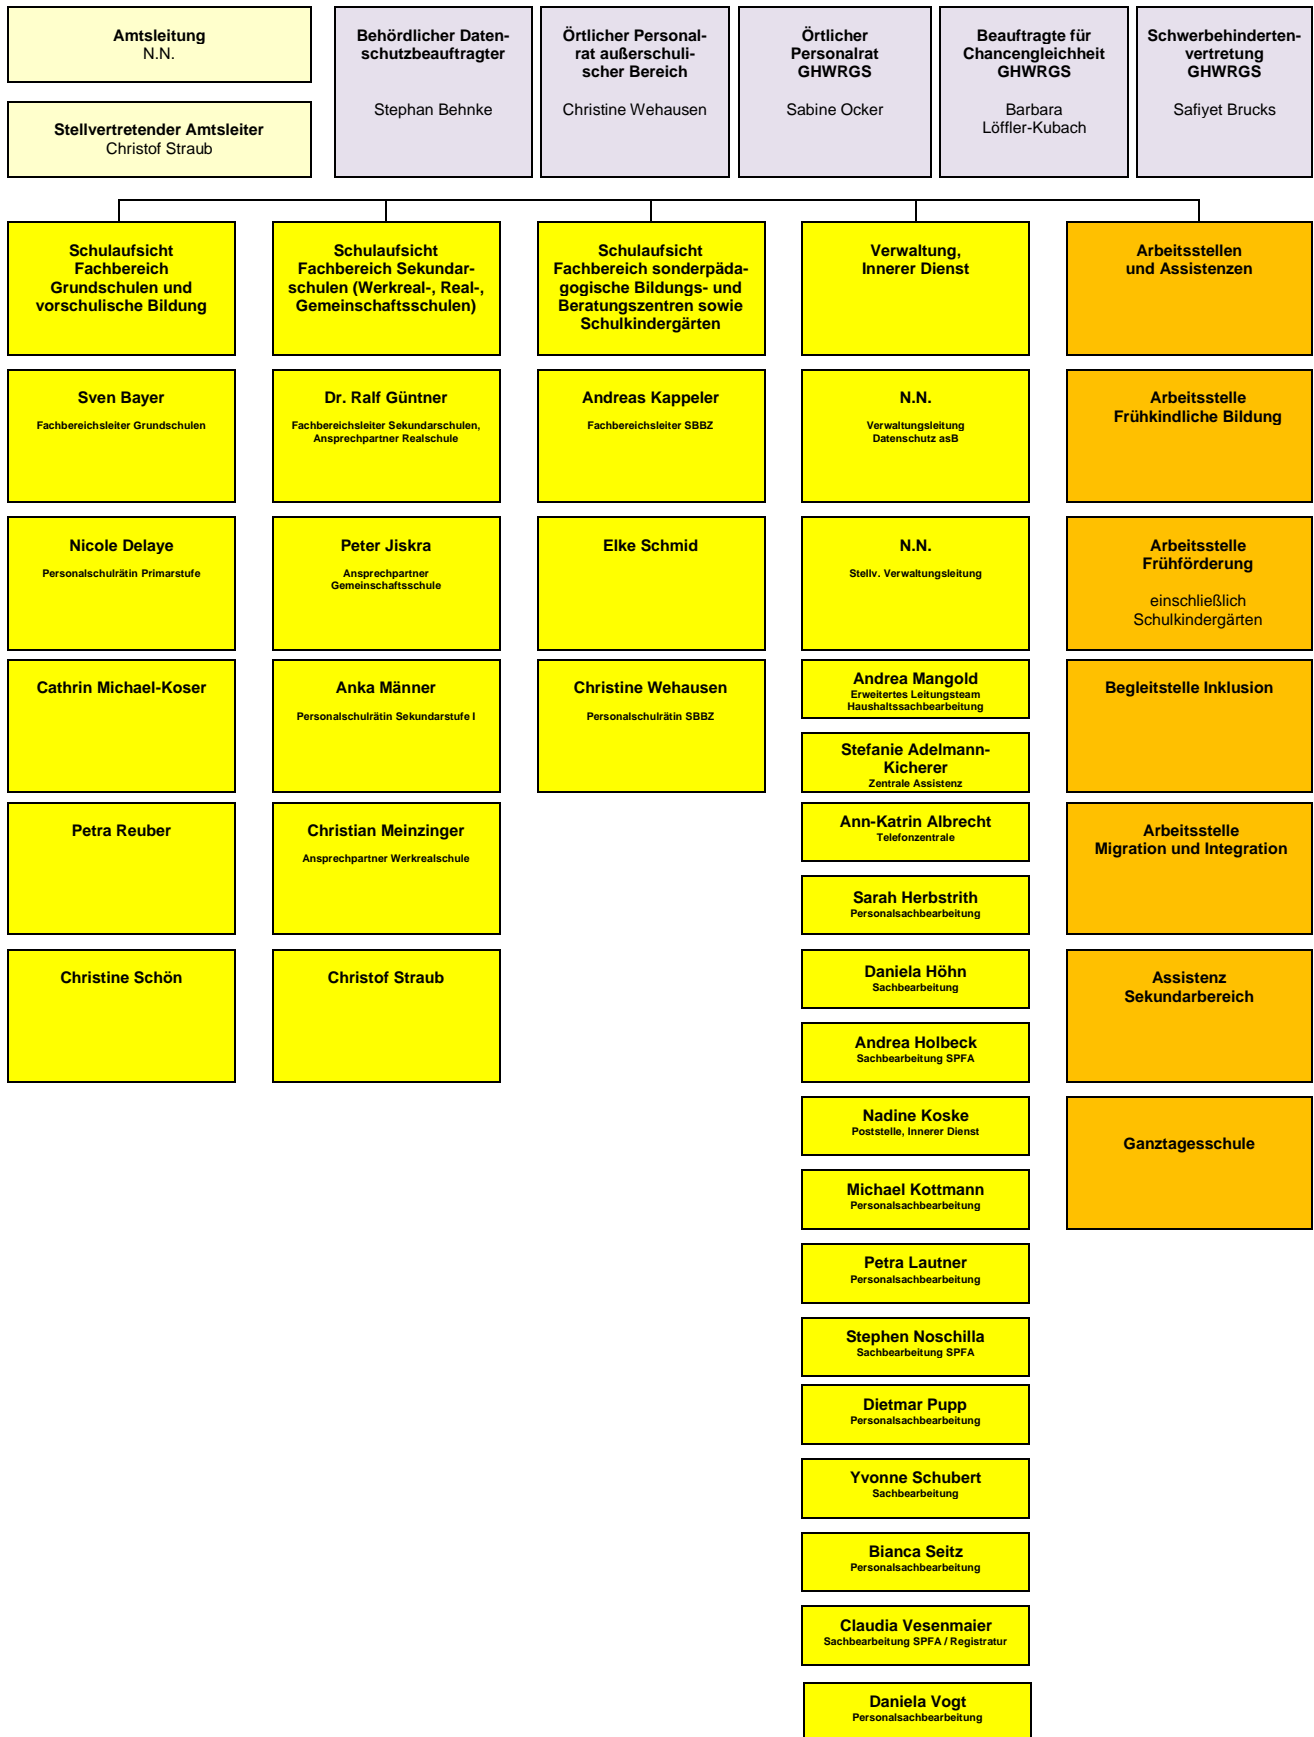 Amtsleitung
N.N.
Stellvertretender Amtsleiter
Christof Straub
Behördlicher Daten-
schutzbeauftragter
Stephan Behnke
Örtlicher Personal-
rat außerschuli-
scher Bereich
Christine Wehausen
Örtlicher
Personalrat
GHWRGS
Sabine Ocker
Beauftragte für
Chancengleichheit
GHWRGS
Barbara
Löffler-Kubach
Schwerbehinderten-
vertretung
GHWRGS
Safiyet Brucks
Schulaufsicht
Fachbereich
Grundschulen und
vorschulische Bildung
Sven Bayer
Fachbereichsleiter Grundschulen
Nicole Delaye
Personalschulrätin Primarstufe
Cathrin Michael-Koser
Petra Reuber
Christine Schön
Schulaufsicht
Fachbereich Sekundar-
schulen (Werkreal-, Real-,
Gemeinschaftsschulen)
Dr. Ralf Güntner
Fachbereichsleiter Sekundarschulen,
Ansprechpartner Realschule
Peter Jiskra
Ansprechpartner
Gemeinschaftsschule
Anka Männer
Personalschulrätin Sekundarstufe I
Christian Meinzinger
Ansprechpartner Werkrealschule
Christof Straub
Schulaufsicht
Fachbereich sonderpäda-
gogische Bildungs- und
Beratungszentren sowie
Schulkindergärten
Andreas Kappeler
Fachbereichsleiter SBBZ
Elke Schmid
Christine Wehausen
Personalschulrätin SBBZ
Verwaltung,
Innerer Dienst
N.N.
Verwaltungsleitung
Datenschutz asB
N.N.
Stellv. Verwaltungsleitung
Andrea Mangold
Erweitertes Leitungsteam
Haushaltssachbearbeitung
Stefanie Adelmann-
Kicherer
Zentrale Assistenz
Ann-Katrin Albrecht
Telefonzentrale
Sarah Herbstrith
Personalsachbearbeitung
Daniela Höhn
Sachbearbeitung
Andrea Holbeck
Sachbearbeitung SPFA
Nadine Koske
Poststelle, Innerer Dienst
Michael Kottmann
Personalsachbearbeitung
Petra Lautner
Personalsachbearbeitung
Stephen Noschilla
Sachbearbeitung SPFA
Dietmar Pupp
Personalsachbearbeitung
Yvonne Schubert
Sachbearbeitung
Bianca Seitz
Personalsachbearbeitung
Claudia Vesenmaier
Sachbearbeitung SPFA / Registratur
Daniela Vogt
Personalsachbearbeitung
Arbeitsstellen
und Assistenzen
Arbeitsstelle
Frühkindliche Bildung
Arbeitsstelle
Frühförderung
einschließlich
Schulkindergärten
Begleitstelle Inklusion
Arbeitsstelle
Migration und Integration
Assistenz
Sekundarbereich
Ganztagesschule